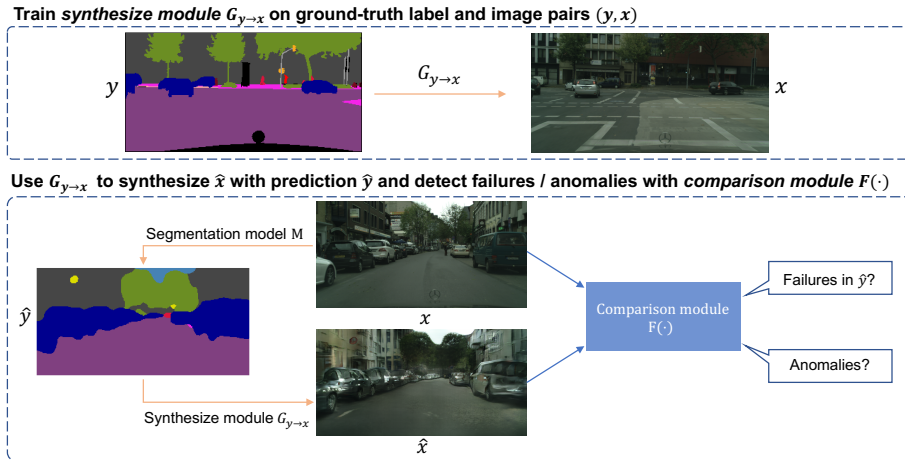 Train synthesize module G_{y→x} on ground-truth label and image pairs (y, x)
y
G_{y→x}
x
Use G_{y→x} to synthesize x̂ with prediction ŷ and detect failures / anomalies with comparison module F(·)
Segmentation model M
ŷ
x
Synthesize module G_{y→x}
x̂
Comparison module
F(·)
Failures in ŷ?
Anomalies?